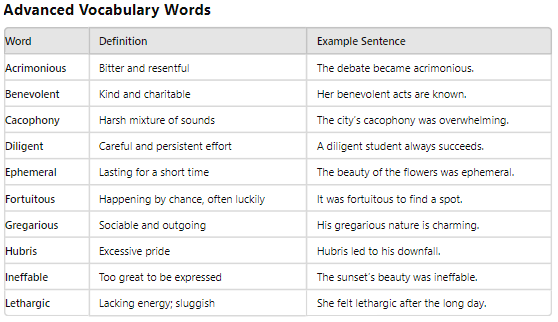 Advanced Vocabulary Words
Word Definition Example Sentence
Acrimonious Bitter and resentful The debate became acrimonious.
Benevolent Kind and charitable Her benevolent acts are known.
Cacophony Harsh mixture of sounds The city's cacophony was overwhelming.
Diligent Careful and persistent effort A diligent student always succeeds.
Ephemeral Lasting for a short time The beauty of the flowers was ephemeral.
Fortuitous Happening by chance, often luckily It was fortuitous to find a spot.
Gregarious Sociable and outgoing His gregarious nature is charming.
Hubris Excessive pride Hubris led to his downfall.
Ineffable Too great to be expressed The sunset's beauty was ineffable.
Lethargic Lacking energy; sluggish She felt lethargic after the long day.